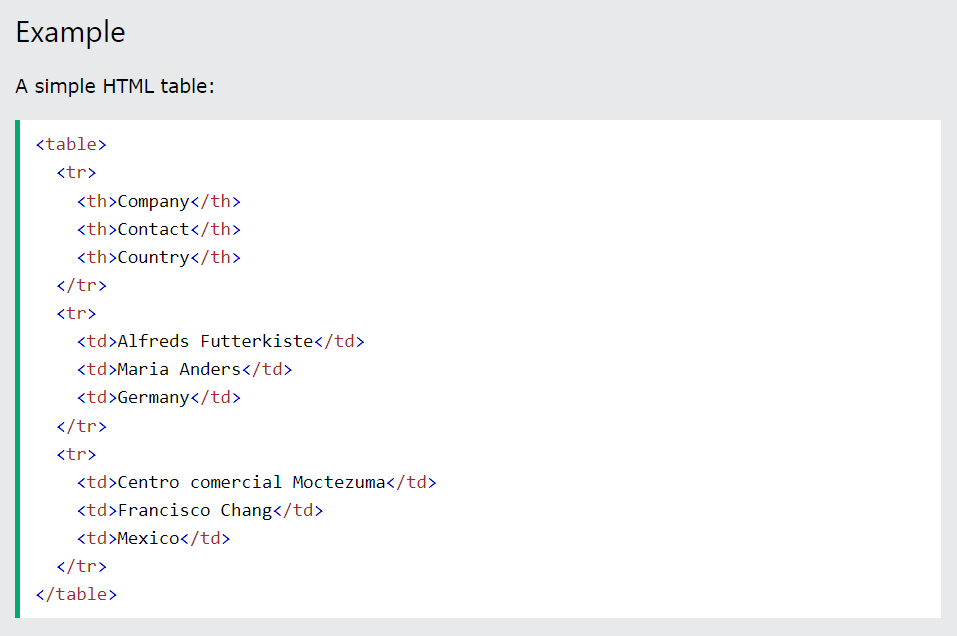 Example
A simple HTML table:
<table>
  <tr>
    <th>Company</th>
    <th>Contact</th>
    <th>Country</th>
  </tr>
  <tr>
    <td>Alfreds Futterkiste</td>
    <td>Maria Anders</td>
    <td>Germany</td>
  </tr>
  <tr>
    <td>Centro comercial Moctezuma</td>
    <td>Francisco Chang</td>
    <td>Mexico</td>
  </tr>
</table>